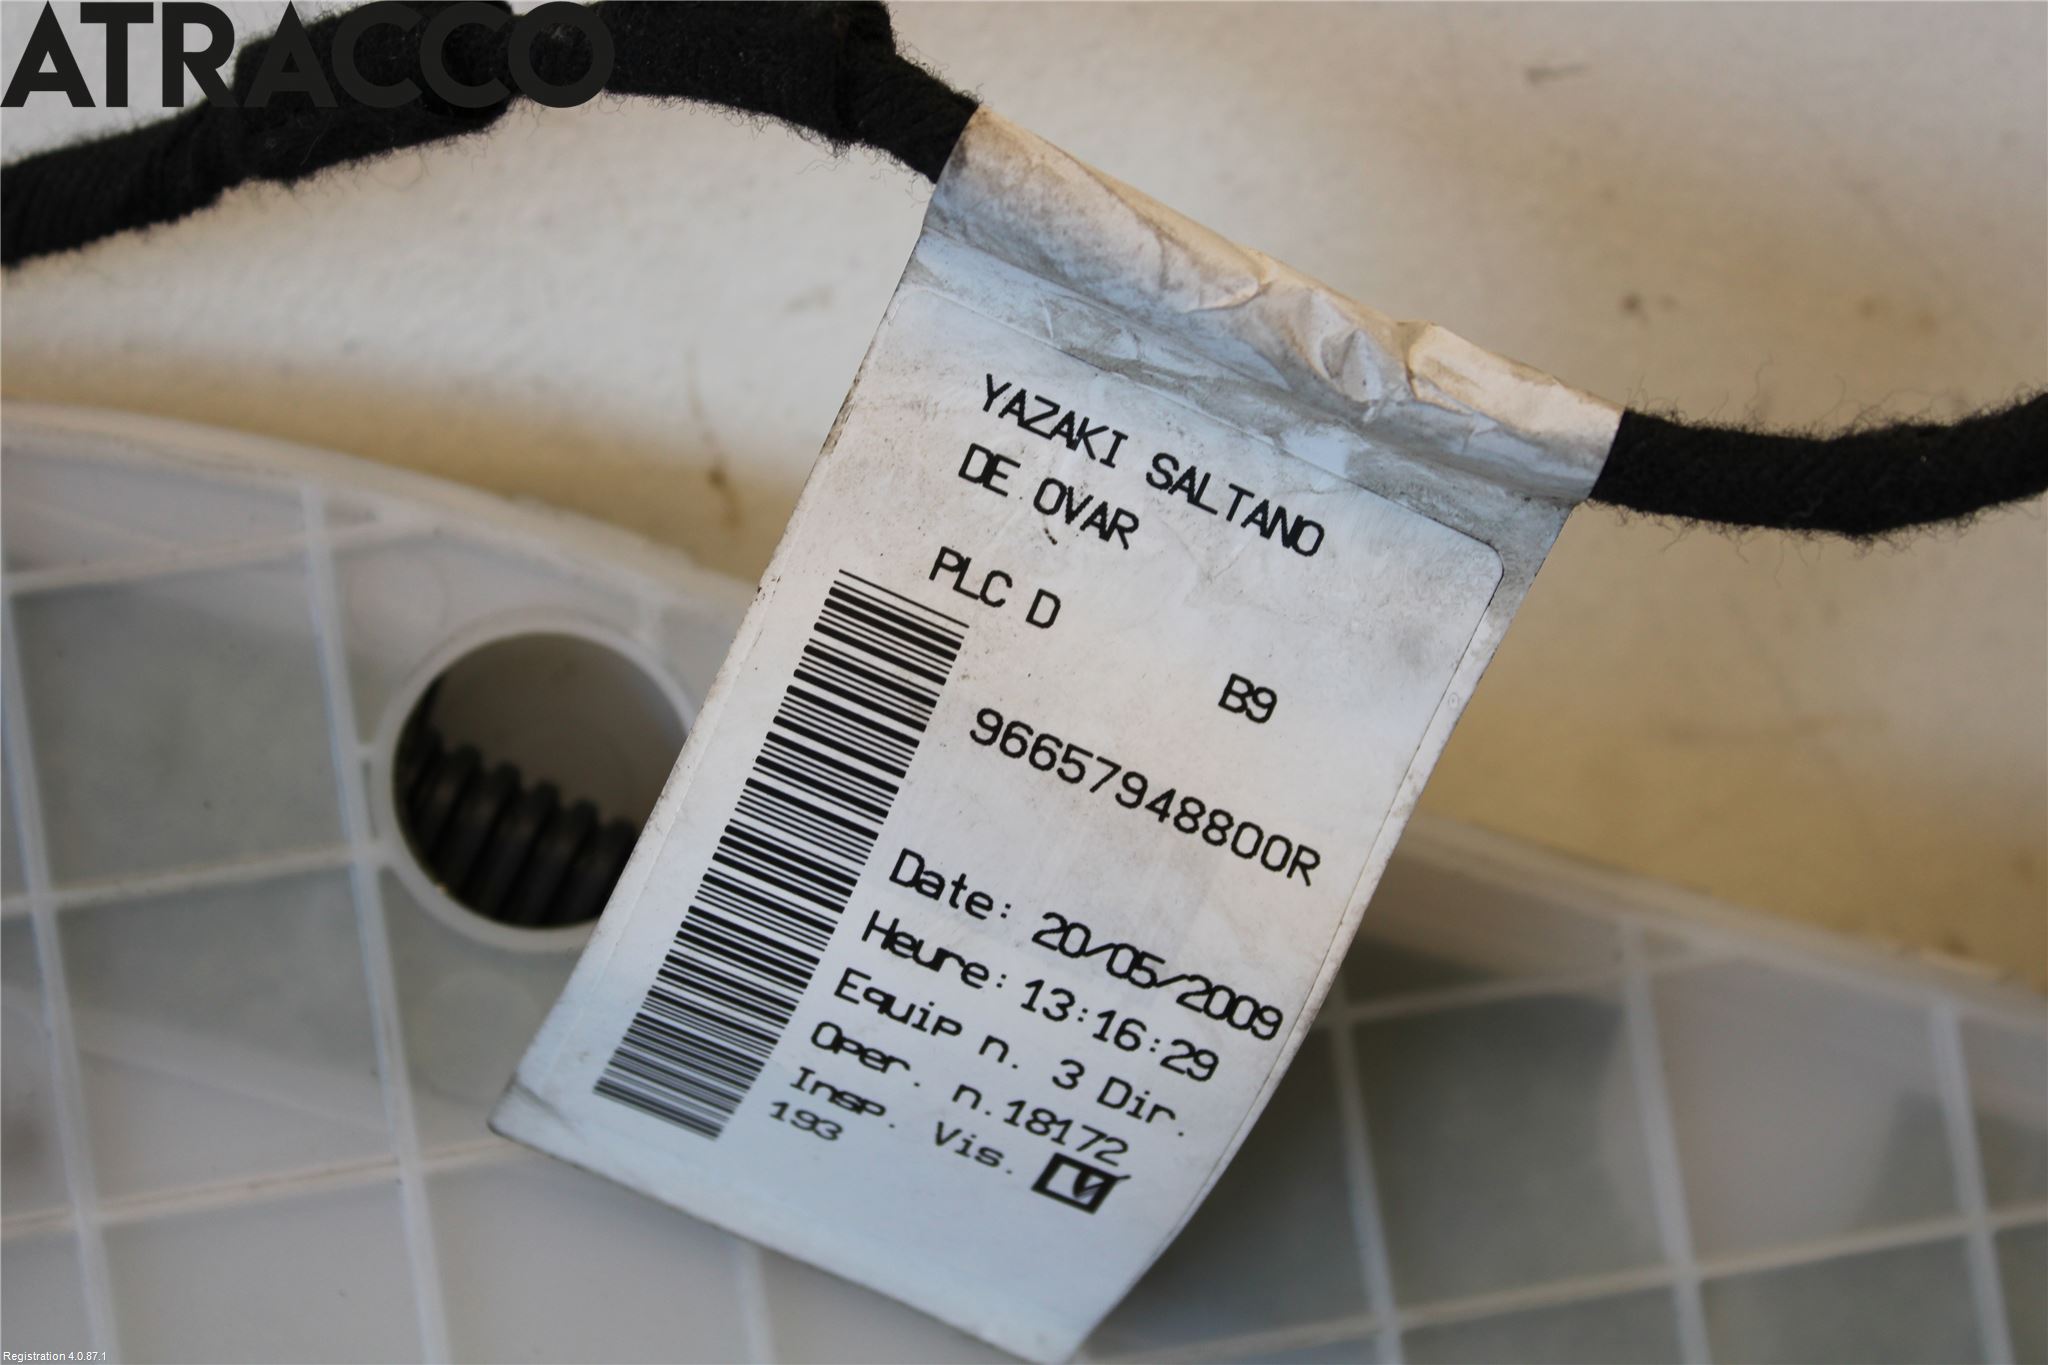 ATRACCO
YAZAKI SALTANO
DE OVAR
PLC D
B9
9665794880OR
Date: 20/05/2009
Heure: 13:16:29
Equip n. 3 Dir.
Oper. n.18172
Insp. Vis.
193
Registration 4.0.87.1